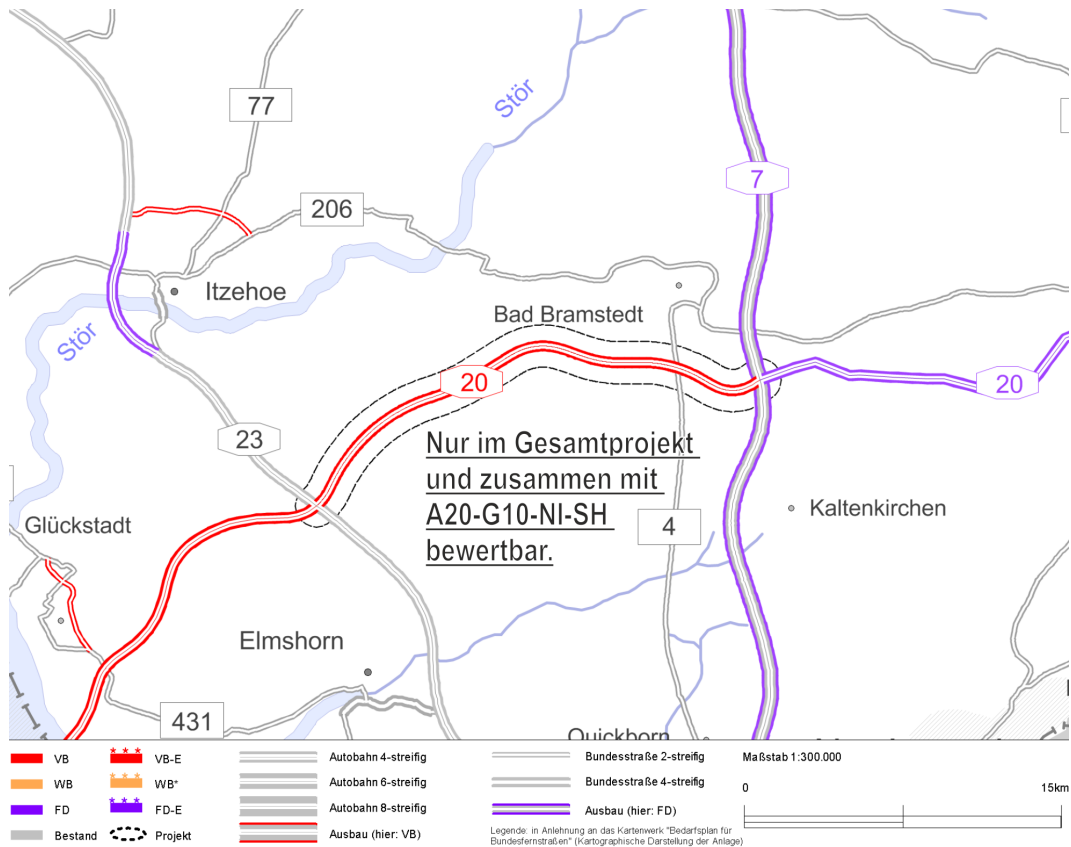 Stör
77
7
206
Itzehoe
Bad Bramstedt
Stör
20
20
23
Nur im Gesamtprojekt
und zusammen mit
A20-G10-NI-SH
bewertbar.
Kaltenkirchen
Glückstadt
4
Elmshorn
431
Quickborn
VB
VB-E
Autobahn 4-streifig
Bundesstraße 2-streifig
Maßstab 1:300.000
WB
WB*
Autobahn 6-streifig
Bundesstraße 4-streifig
0
15km
FD
FD-E
Autobahn 8-streifig
Ausbau (hier: FD)
Bestand
Projekt
Ausbau (hier: VB)
Legende: in Anlehnung an das Kartenwerk "Bedarfsplan für
Bundesfernstraßen" (Kartographische Darstellung der Anlage)